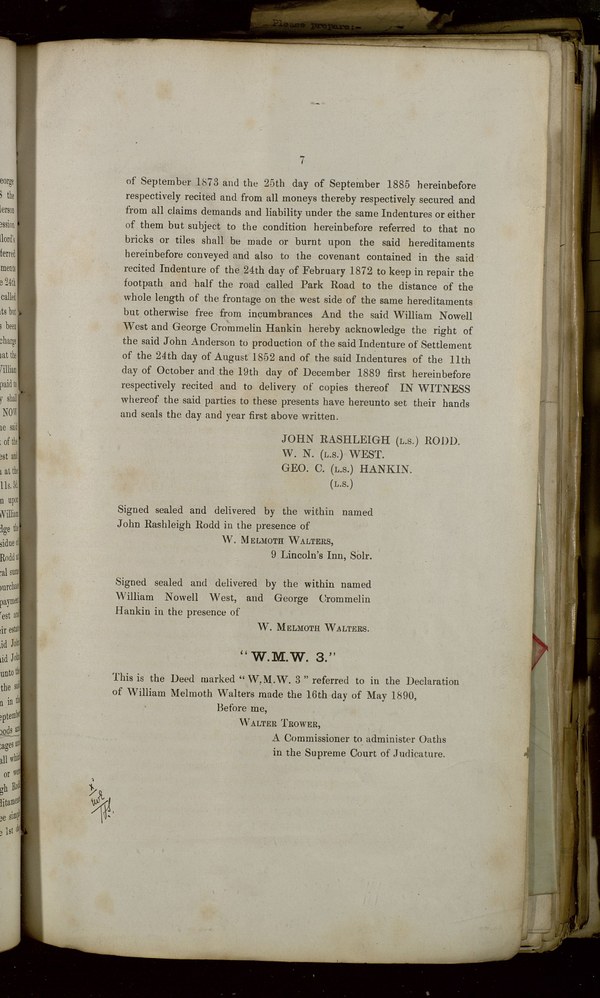 Please prepare:-
7
of September 1873 and the 25th day of September 1885 hereinbefore
respectively recited and from all moneys thereby respectively secured and
from all claims demands and liability under the same Indentures or either
of them but subject to the condition hereinbefore referred to that no
bricks or tiles shall be made or burnt upon the said hereditaments
hereinbefore conveyed and also to the covenant contained in the said
recited Indenture of the 24th day of February 1872 to keep in repair the
footpath and half the road called Park Road to the distance of the
whole length of the frontage on the west side of the same hereditaments
but otherwise free from incumbrances And the said William Nowell
West and George Crommelin Hankin hereby acknowledge the right of
the said John Anderson to production of the said Indenture of Settlement
of the 24th day of August 1852 and of the said Indentures of the 11th
day of October and the 19th day of December 1889 first hereinbefore
respectively recited and to delivery of copies thereof IN WITNESS
whereof the said parties to these presents have hereunto set their hands
and seals the day and year first above written.
JOHN RASHLEIGH (L.S.) RODD.
W. N. (L.S.) WEST.
GEO. C. (L.S.) HANKIN.
(L.S.)
Signed sealed and delivered by the within named
John Rashleigh Rodd in the presence of
W. MELMOTH WALTERS,
9 Lincoln's Inn, Solr.
Signed sealed and delivered by the within named
William Nowell West, and George Crommelin
Hankin in the presence of
W. MELMOTH WALTERS.
"W.M.W. 3."
This is the Deed marked "W.M.W. 3" referred to in the Declaration
of William Melmoth Walters made the 16th day of May 1890,
Before me,
WALTER TROWER,
A Commissioner to administer Oaths
in the Supreme Court of Judicature.